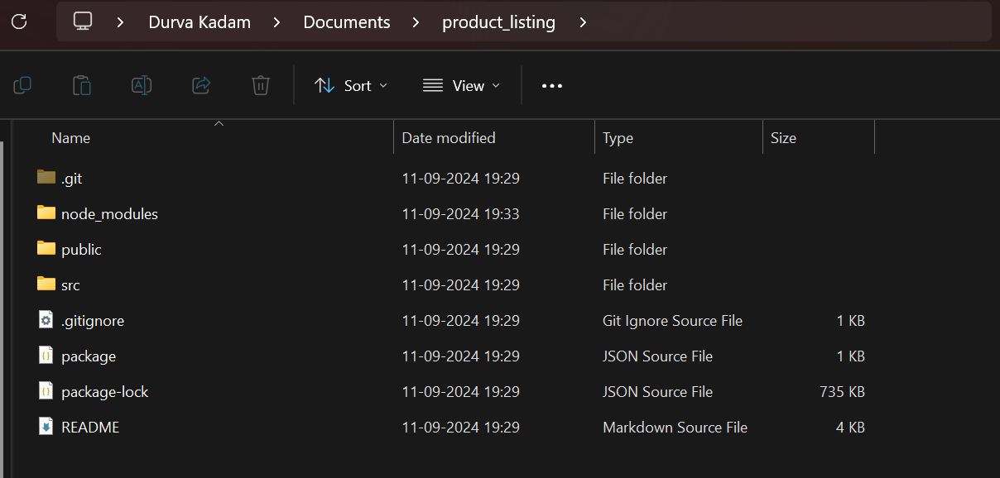 Durva Kadam Documents product_listing
Sort View
Name Date modified Type Size
.git 11-09-2024 19:29 File folder
node_modules 11-09-2024 19:33 File folder
public 11-09-2024 19:29 File folder
src 11-09-2024 19:29 File folder
.gitignore 11-09-2024 19:29 Git Ignore Source File 1 KB
package 11-09-2024 19:29 JSON Source File 1 KB
package-lock 11-09-2024 19:29 JSON Source File 735 KB
README 11-09-2024 19:29 Markdown Source File 4 KB